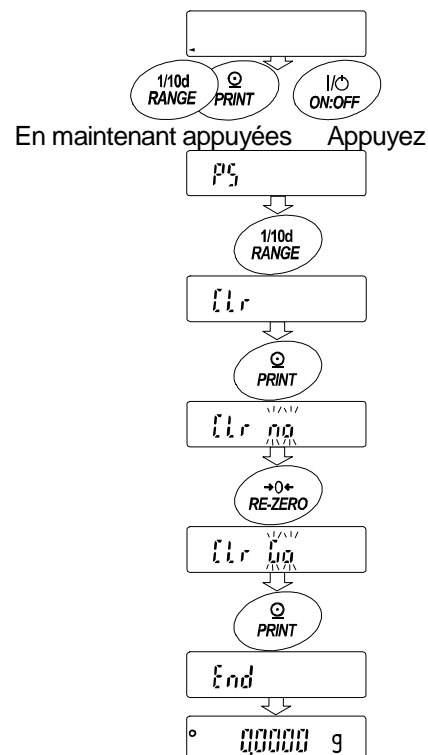 1/10d RANGE PRINT I/⏻ ON:OFF
En maintenant appuyées Appuyez
PS
1/10d
RANGE
CLr
PRINT
CLr no
→0←
RE-ZERO
CLr Go
PRINT
End
0.0000 g